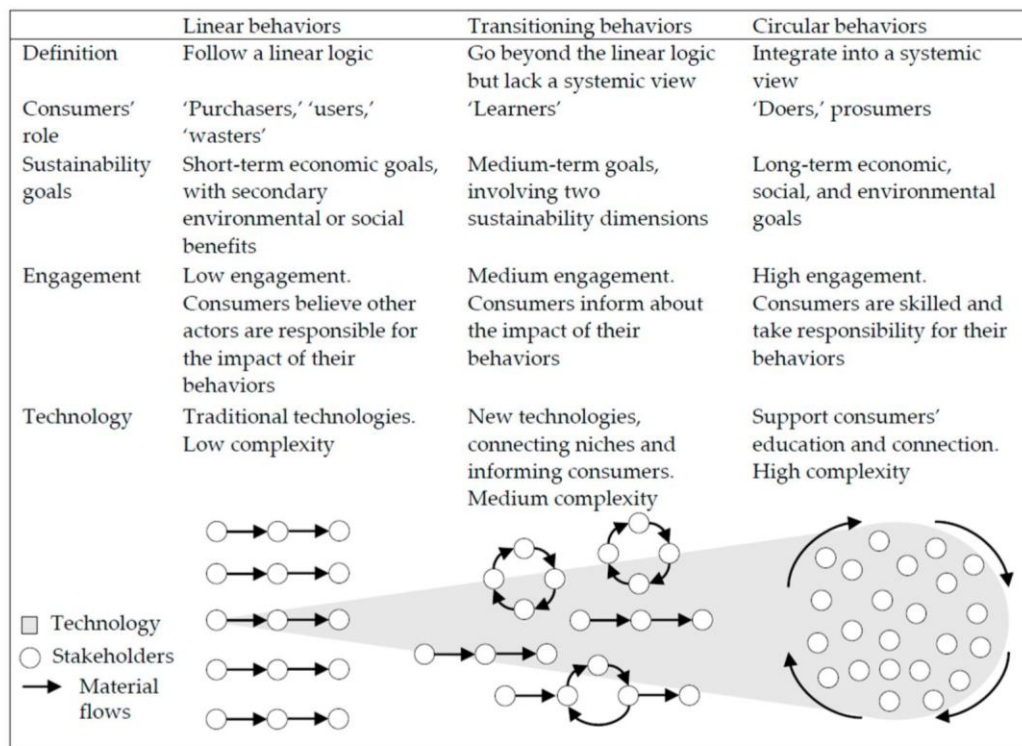 Linear behaviors Transitioning behaviors Circular behaviors
Definition Follow a linear logic Go beyond the linear logic Integrate into a systemic
but lack a systemic view view
Consumers’ ‘Purchasers,’ ‘users,’ ‘Learners’ ‘Doers,’ prosumers
role ‘wasters’
Sustainability Short-term economic goals, Medium-term goals, Long-term economic,
goals with secondary involving two social, and environmental
environmental or social sustainability dimensions goals
benefits
Engagement Low engagement. Medium engagement. High engagement.
Consumers believe other Consumers inform about Consumers are skilled and
actors are responsible for the impact of their take responsibility for their
the impact of their behaviors behaviors
behaviors
Technology Traditional technologies. New technologies, Support consumers’
Low complexity connecting niches and education and connection.
informing consumers. High complexity
Medium complexity
Technology
Stakeholders
Material
flows